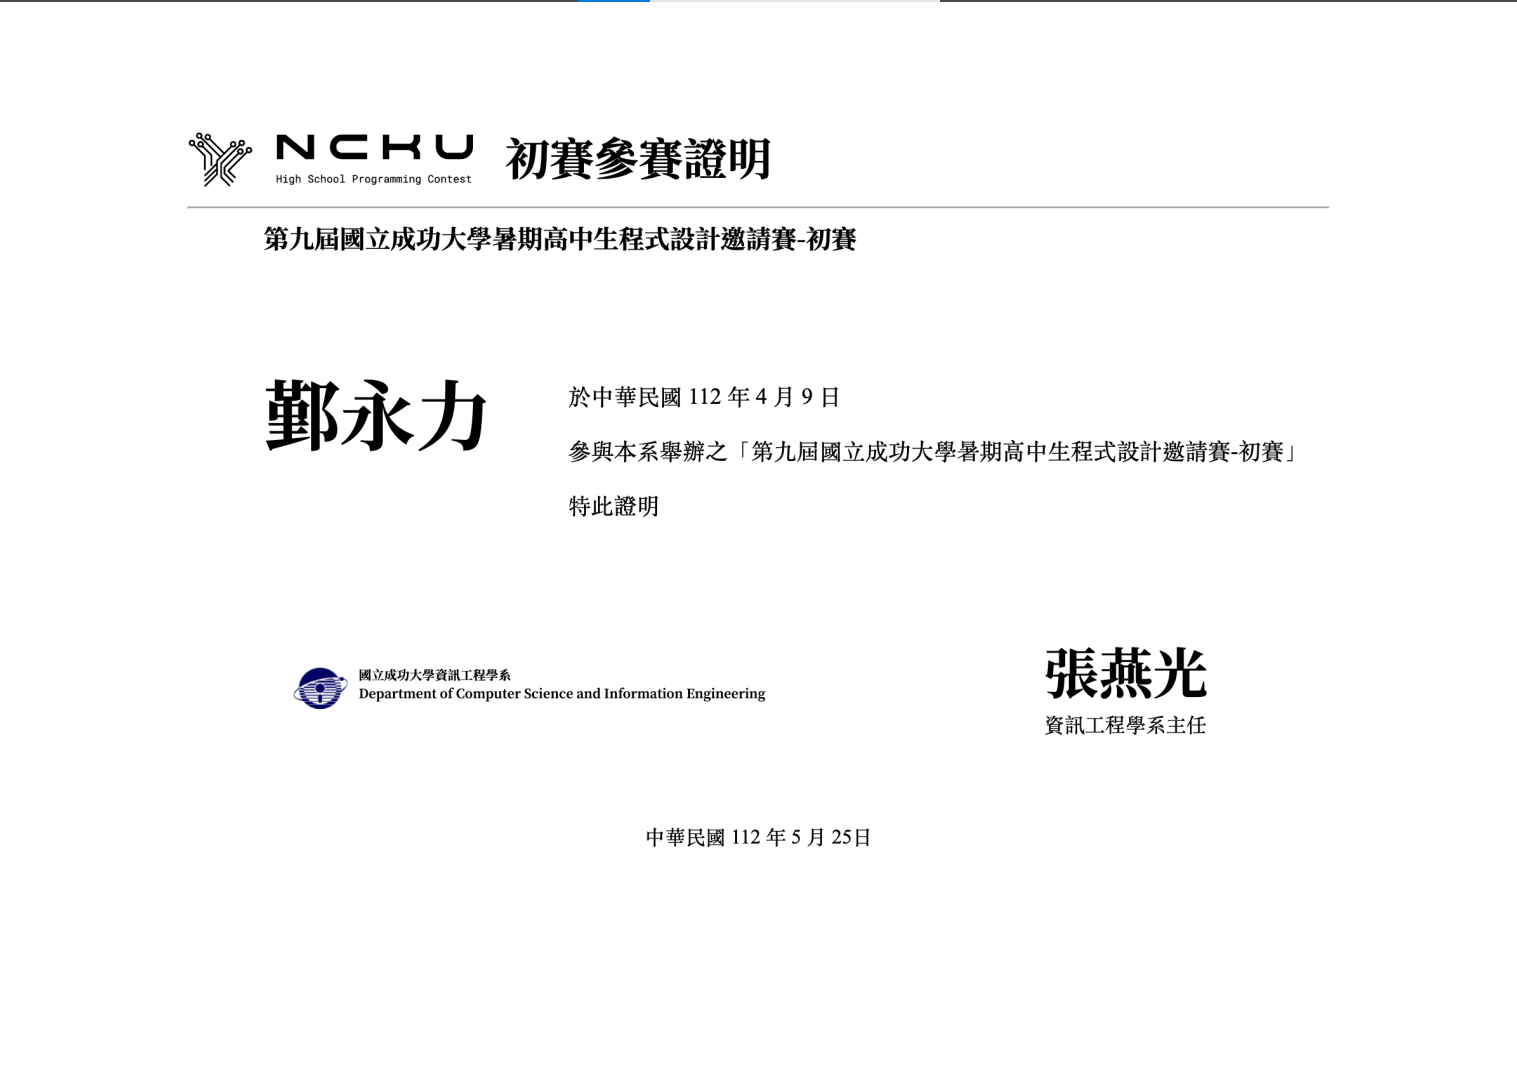 NCKU
High School Programming Contest
初賽參賽證明
第九屆國立成功大學暑期高中生程式設計邀請賽-初賽
鄞永力
於中華民國 112 年 4 月 9 日
參與本系舉辦之「第九屆國立成功大學暑期高中生程式設計邀請賽-初賽」
特此證明
國立成功大學資訊工程學系
Department of Computer Science and Information Engineering
張燕光
資訊工程學系主任
中華民國 112 年 5 月 25日